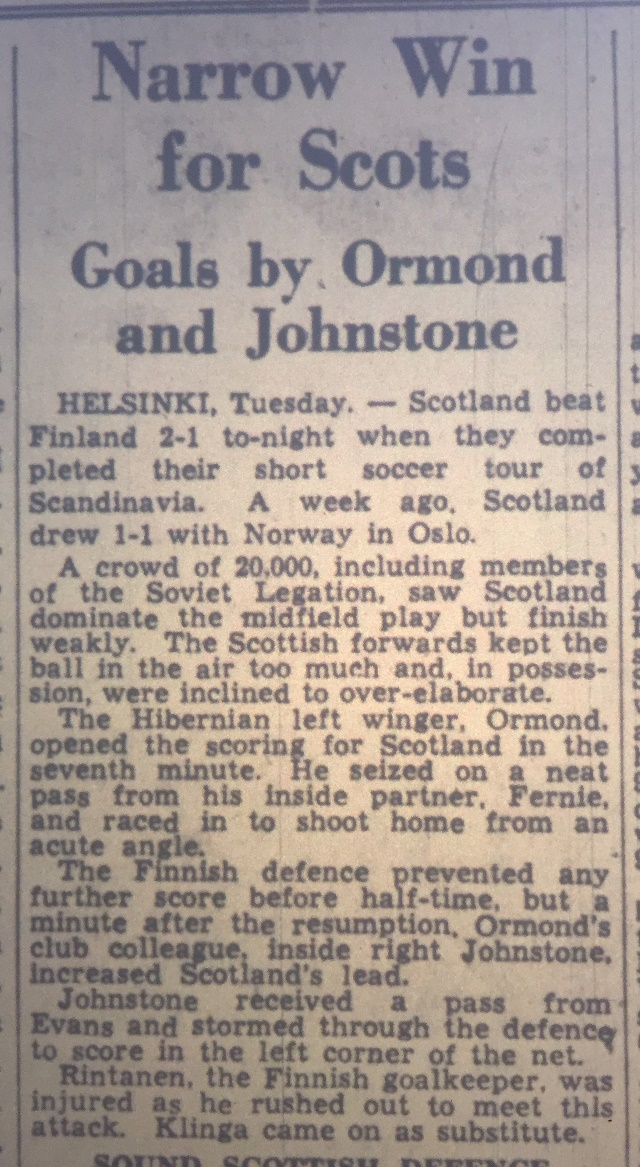 Narrow Win
for Scots
Goals by Ormond
and Johnstone
HELSINKI, Tuesday. — Scotland beat
Finland 2-1 to-night when they com-
pleted their short soccer tour of
Scandinavia. A week ago, Scotland
drew 1-1 with Norway in Oslo.
A crowd of 20,000, including members
of the Soviet Legation, saw Scotland
dominate the midfield play but finish
weakly. The Scottish forwards kept the
ball in the air too much and, in posses-
sion, were inclined to over-elaborate.
The Hibernian left winger, Ormond,
opened the scoring for Scotland in the
seventh minute. He seized on a neat
pass from his inside partner, Fernie,
and raced in to shoot home from an
acute angle.
The Finnish defence prevented any
further score before half-time, but a
minute after the resumption, Ormond's
club colleague, inside right Johnstone,
increased Scotland's lead.
Johnstone received a pass from
Evans and stormed through the defence
to score in the left corner of the net.
Rintanen, the Finnish goalkeeper, was
injured as he rushed out to meet this
attack. Klinga came on as substitute.
SOUND SCOTTISH DEFENCE